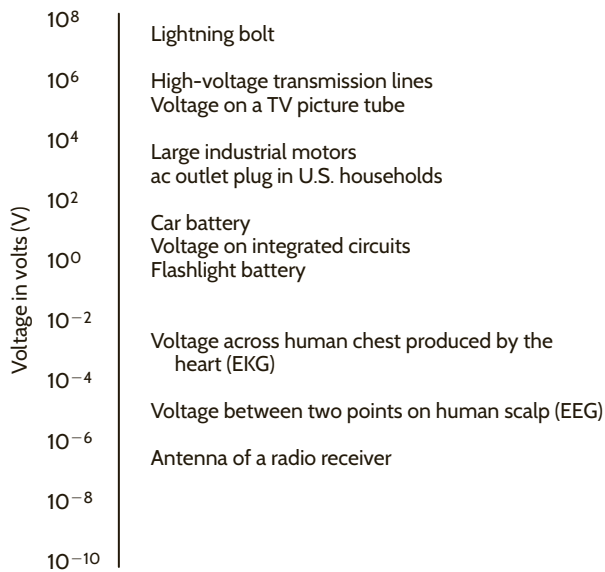 10⁸
Lightning bolt
10⁶
High-voltage transmission lines
Voltage on a TV picture tube
10⁴
Large industrial motors
ac outlet plug in U.S. households
10²
Car battery
Voltage on integrated circuits
10⁰
Flashlight battery
Voltage in volts (V)
10⁻²
Voltage across human chest produced by the
heart (EKG)
10⁻⁴
Voltage between two points on human scalp (EEG)
10⁻⁶
Antenna of a radio receiver
10⁻⁸
10⁻¹⁰